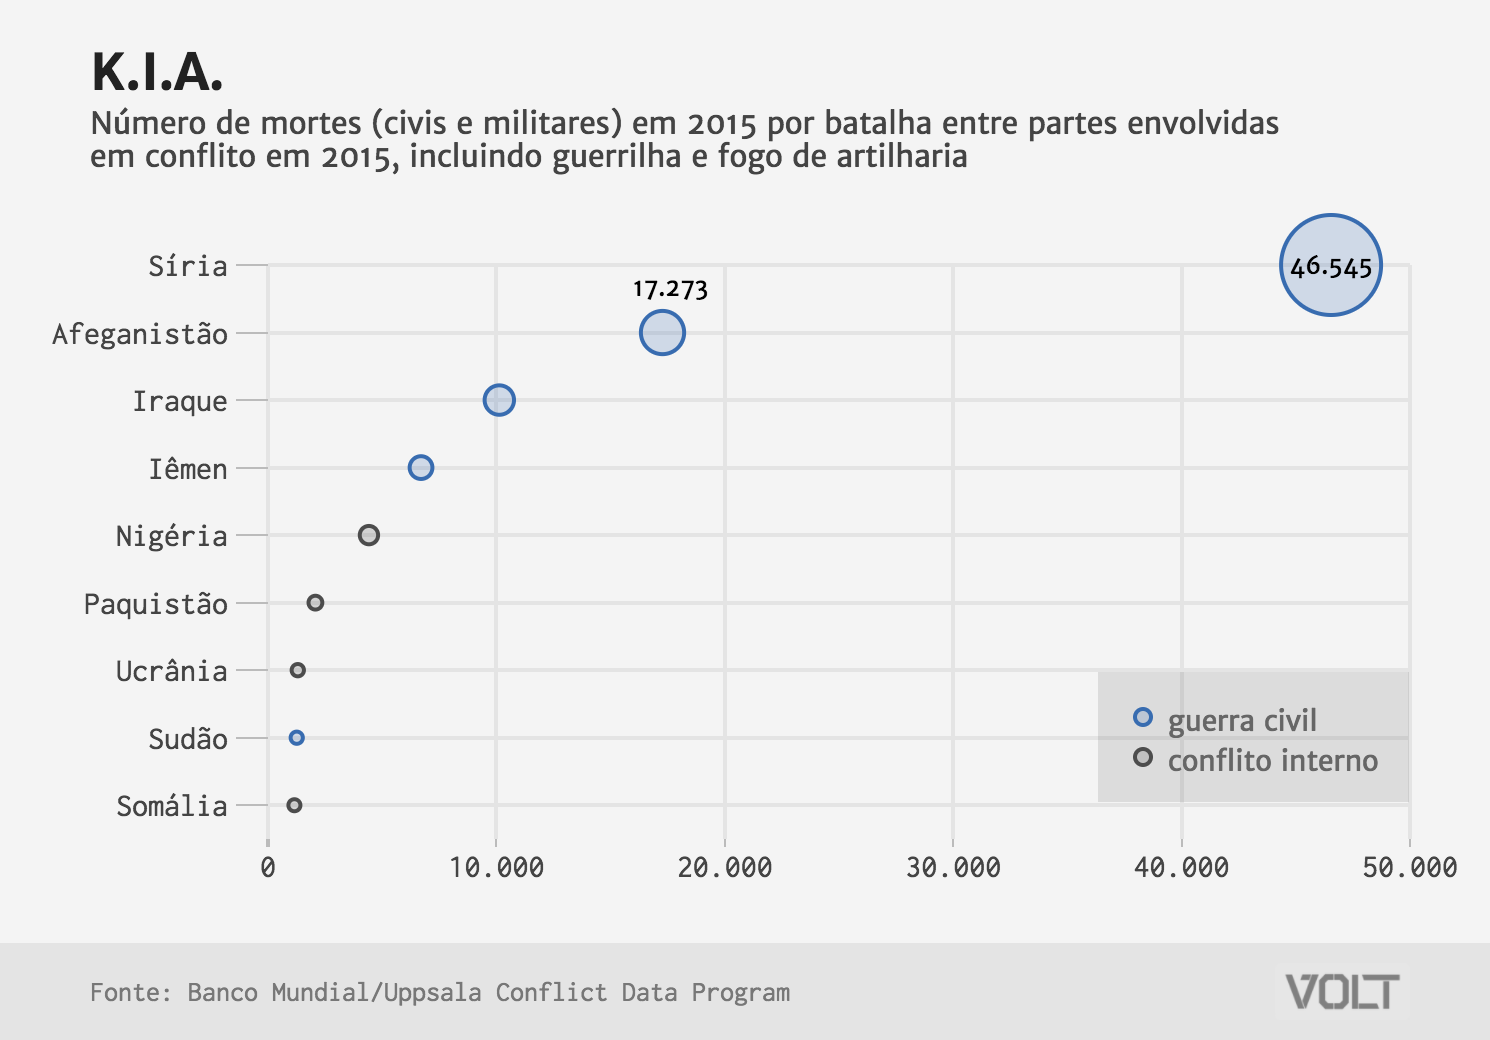 K.I.A.
Número de mortes (civis e militares) em 2015 por batalha entre partes envolvidas
em conflito em 2015, incluindo guerrilha e fogo de artilharia
Síria
46.545
17.273
Afeganistão
Iraque
Iêmen
Nigéria
Paquistão
Ucrânia
guerra civil
Sudão
conflito interno
Somália
0 10.000 20.000 30.000 40.000 50.000
Fonte: Banco Mundial/Uppsala Conflict Data Program
VOLT